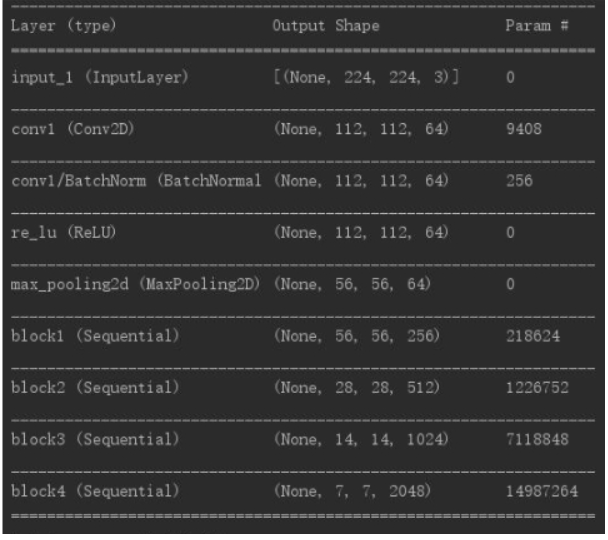 Layer (type) Output Shape Param #
input_1 (InputLayer) [(None, 224, 224, 3)] 0
conv1 (Conv2D) (None, 112, 112, 64) 9408
conv1/BatchNorm (BatchNormal (None, 112, 112, 64) 256
re_lu (ReLU) (None, 112, 112, 64) 0
max_pooling2d (MaxPooling2D) (None, 56, 56, 64) 0
block1 (Sequential) (None, 56, 56, 256) 218624
block2 (Sequential) (None, 28, 28, 512) 1226752
block3 (Sequential) (None, 14, 14, 1024) 7118848
block4 (Sequential) (None, 7, 7, 2048) 14987264